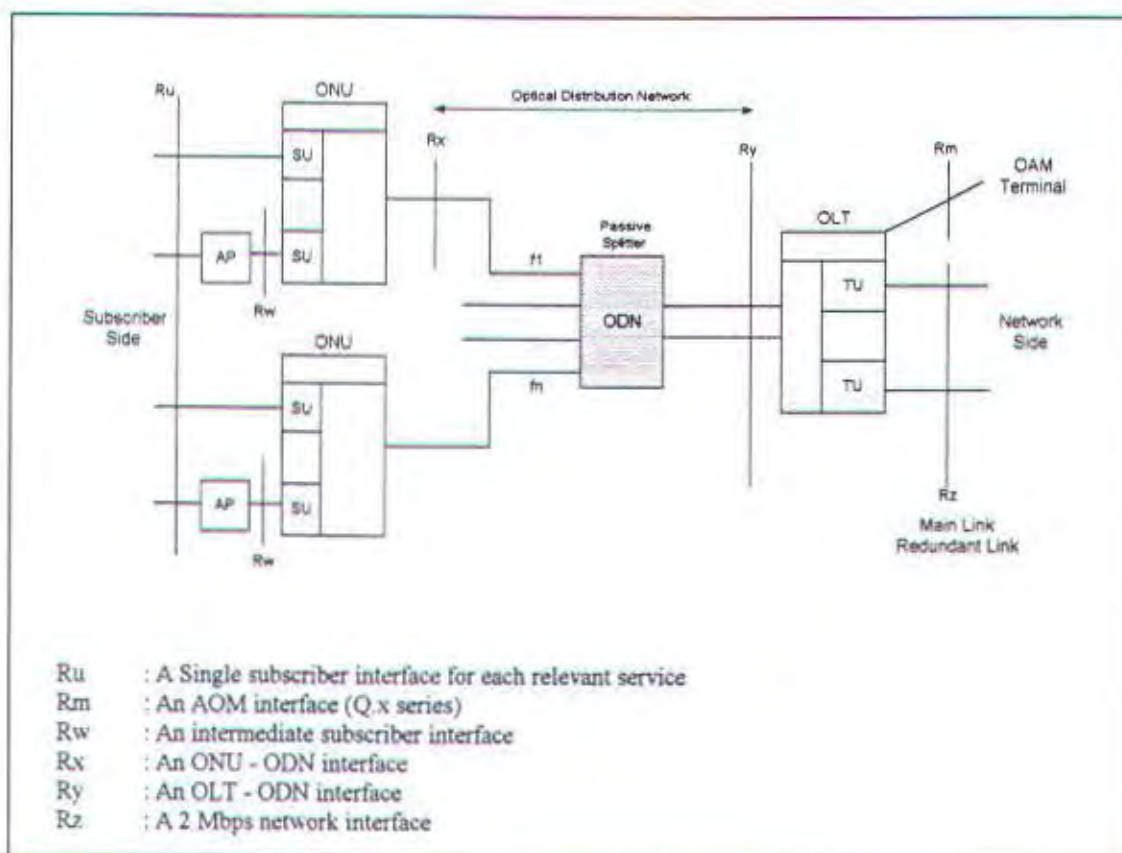 Ru
ONU
Optical Distribution Network
Rx
Ry
Rm
OAM
Terminal
SU
AP
SU
Rw
Subscriber
Side
f1
Passive
Splitter
ODN
fn
OLT
TU
TU
Network
Side
ONU
SU
AP
SU
Rw
Rz
Main Link
Redundant Link
Ru : A Single subscriber interface for each relevant service
Rm : An AOM interface (Q.x series)
Rw : An intermediate subscriber interface
Rx : An ONU - ODN interface
Ry : An OLT - ODN interface
Rz : A 2 Mbps network interface